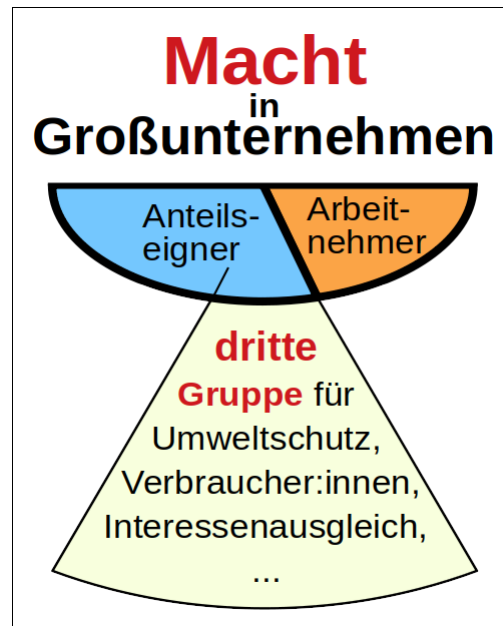 Macht
in
Großunternehmen
Anteils-
eigner
Arbeit-
nehmer
dritte
Gruppe für
Umweltschutz,
Verbraucher:innen,
Interessenausgleich,
...